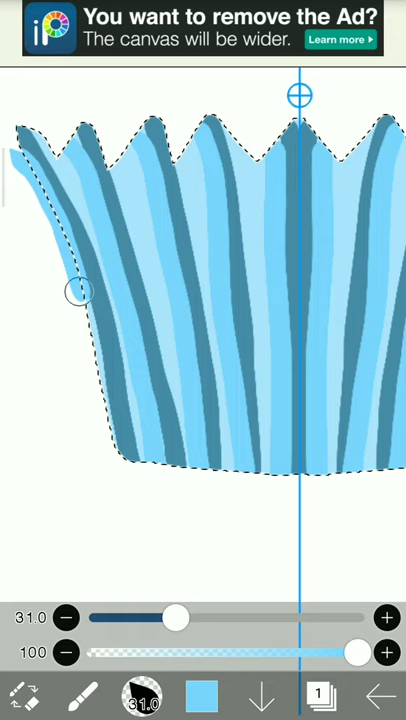 iP
You want to remove the Ad?
The canvas will be wider.
Learn more
31.0
100
31.0
1